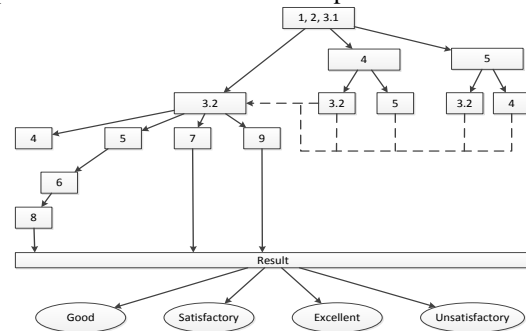 1, 2, 3.1
4
5
3.2
3.2
5
3.2
4
4
5
7
9
6
8
Result
Good
Satisfactory
Excellent
Unsatisfactory